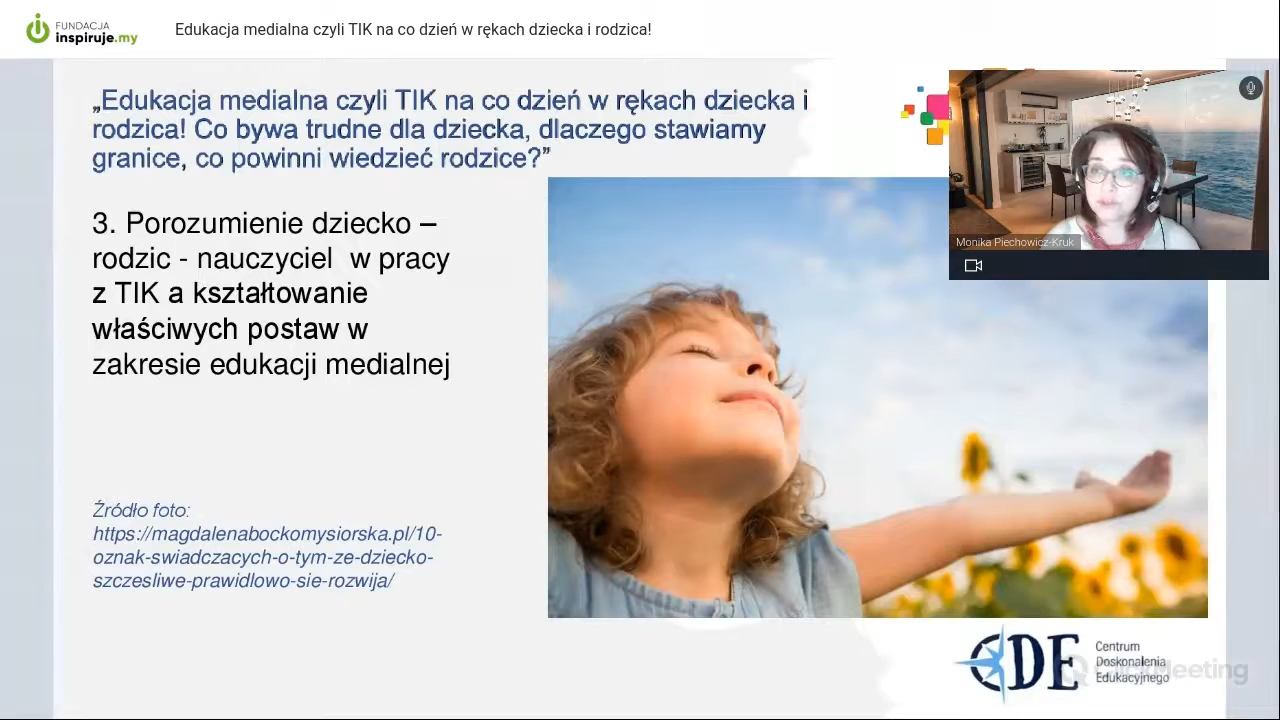 FUNDACJA
inspiruje.my
Edukacja medialna czyli TIK na co dzień w rękach dziecka i rodzica!
„Edukacja medialna czyli TIK na co dzień w rękach dziecka i
rodzica! Co bywa trudne dla dziecka, dlaczego stawiamy
granice, co powinni wiedzieć rodzice?”
Monika Piechowicz-Kruk
3. Porozumienie dziecko –
rodzic - nauczyciel w pracy
z TIK a kształtowanie
właściwych postaw w
zakresie edukacji medialnej
Źródło foto:
https://magdalenabockomysiorska.pl/10-
oznak-swiadczacych-o-tym-ze-dziecko-
szczesliwe-prawidlowo-sie-rozwija/
CDE
Centrum
Doskonalenia
Edukacyjnego
ClickMeeting